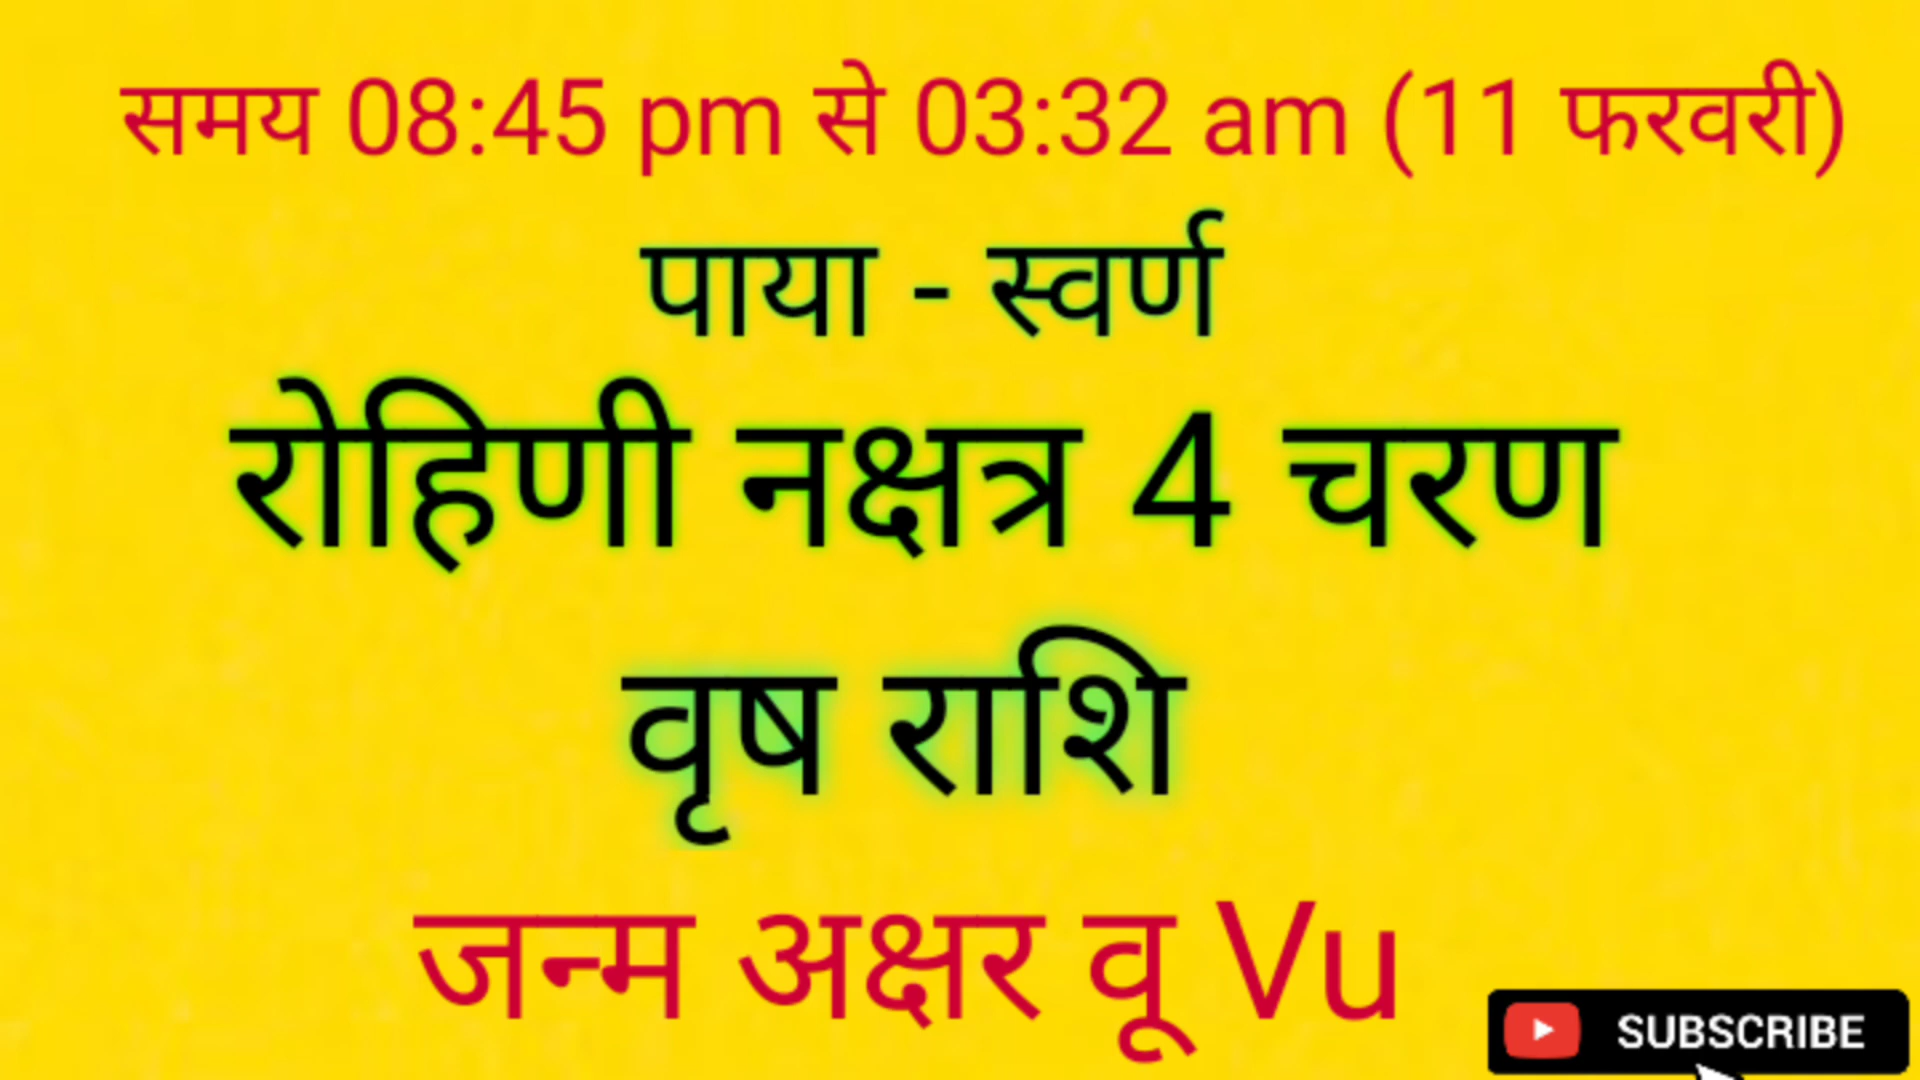 समय 08:45 pm से 03:32 am (11 फरवरी)
पाया - स्वर्ण
रोहिणी नक्षत्र 4 चरण
वृष राशि
जन्म अक्षर वू Vu
SUBSCRIBE